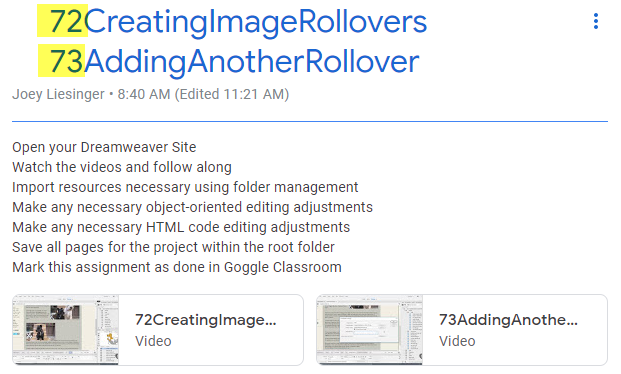 72CreatingImageRollovers
73AddingAnotherRollover
Joey Liesinger • 8:40 AM (Edited 11:21 AM)
Open your Dreamweaver Site
Watch the videos and follow along
Import resources necessary using folder management
Make any necessary object-oriented editing adjustments
Make any necessary HTML code editing adjustments
Save all pages for the project within the root folder
Mark this assignment as done in Goggle Classroom
72CreatingImage...
Video
73AddingAnothe...
Video